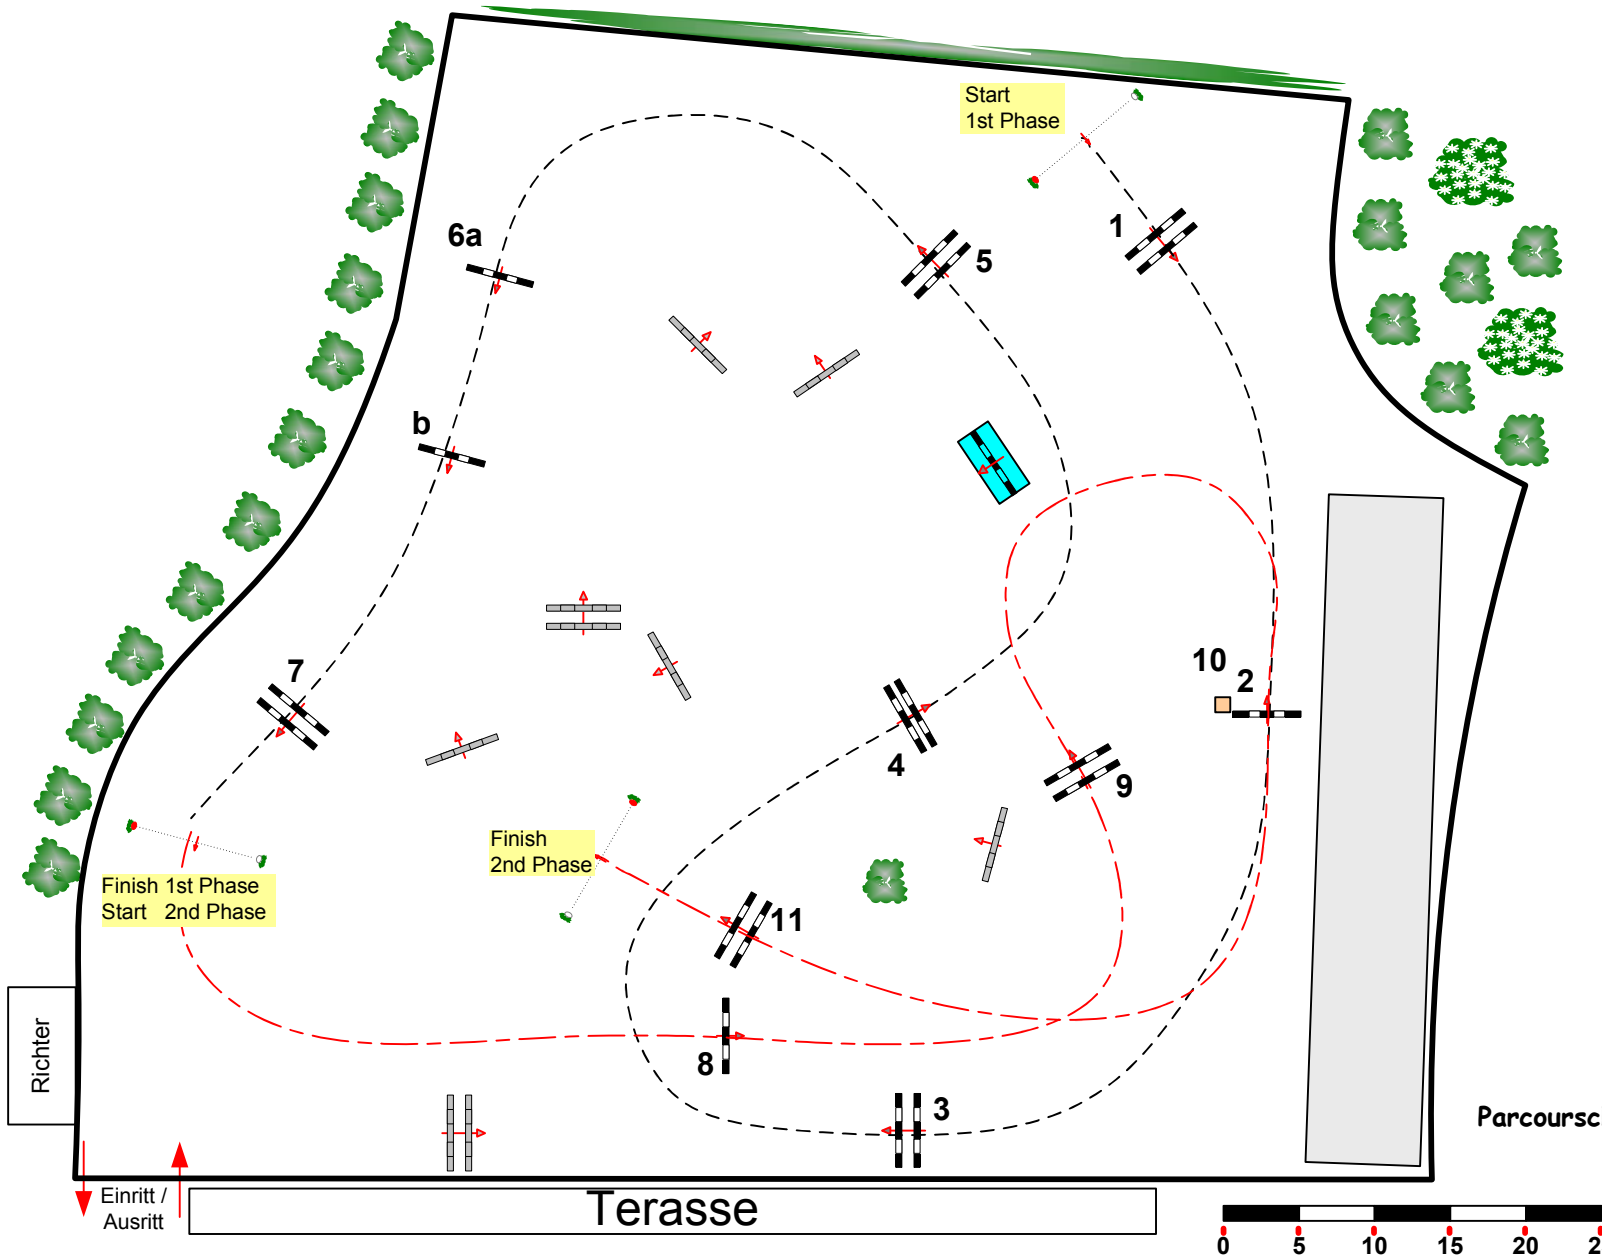 Start
1st Phase
1
6a
5
b
7
10
2
4
9
Finish
2nd Phase
Finish 1st Phase
Start 2nd Phase
11
8
3
Richter
Parcoursc
Einritt /
Ausritt
Terasse
0 5 10 15 20 2